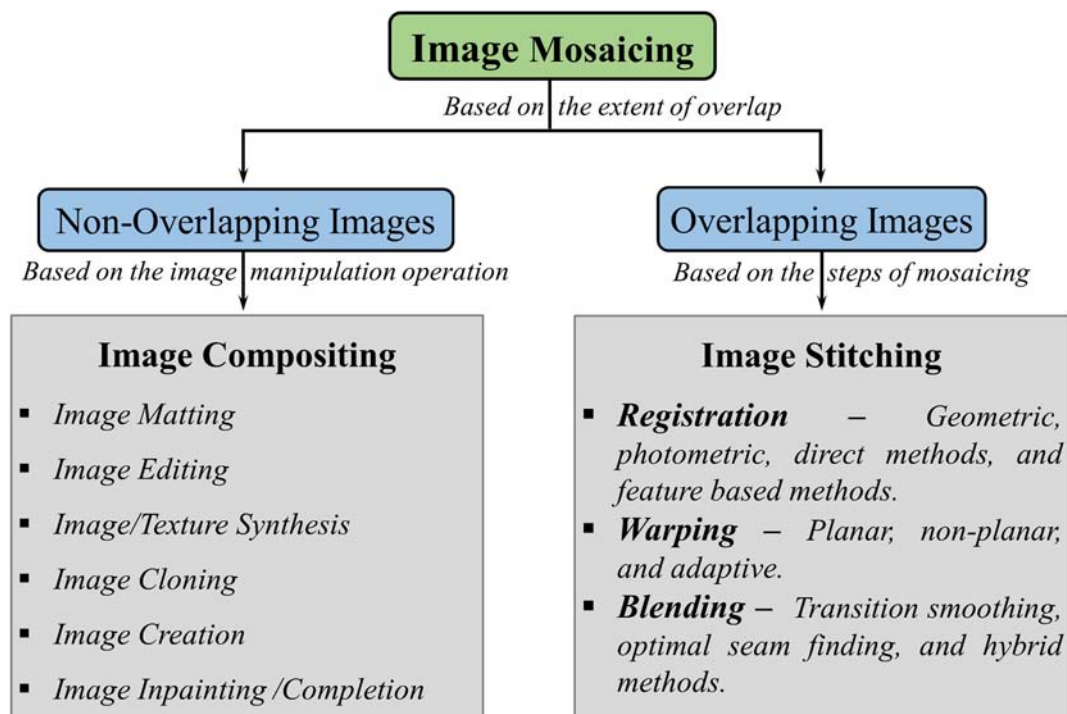 Image Mosaicing
Based on the extent of overlap
Non-Overlapping Images
Based on the image manipulation operation
Image Compositing
▪ Image Matting
▪ Image Editing
▪ Image/Texture Synthesis
▪ Image Cloning
▪ Image Creation
▪ Image Inpainting /Completion
Overlapping Images
Based on the steps of mosaicing
Image Stitching
▪ Registration – Geometric,
photometric, direct methods, and
feature based methods.
▪ Warping – Planar, non-planar,
and adaptive.
▪ Blending – Transition smoothing,
optimal seam finding, and hybrid
methods.